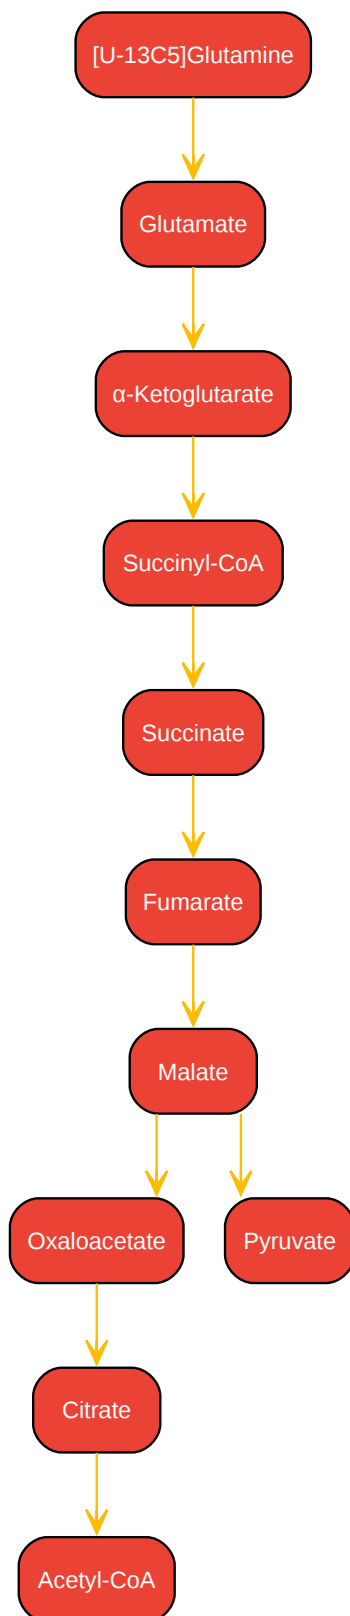 [U-13C5]Glutamine
Glutamate
α-Ketoglutarate
Succinyl-CoA
Succinate
Fumarate
Malate
Oxaloacetate
Pyruvate
Citrate
Acetyl-CoA